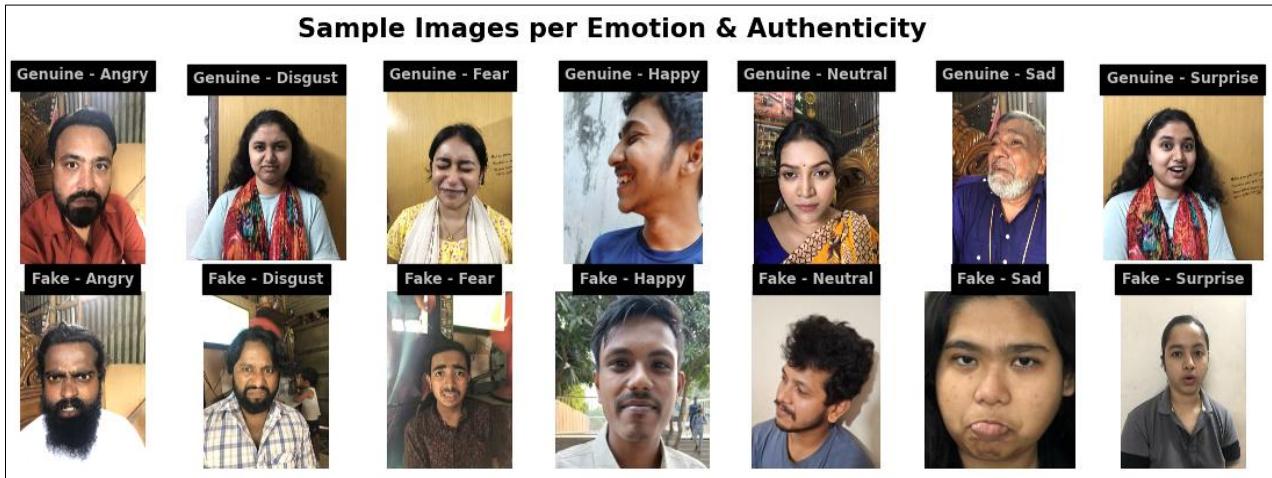 Sample Images per Emotion & Authenticity
Genuine - Angry
Genuine - Disgust
Genuine - Fear
Genuine - Happy
Genuine - Neutral
Genuine - Sad
Genuine - Surprise
Fake - Angry
Fake - Disgust
Fake - Fear
Fake - Happy
Fake - Neutral
Fake - Sad
Fake - Surprise